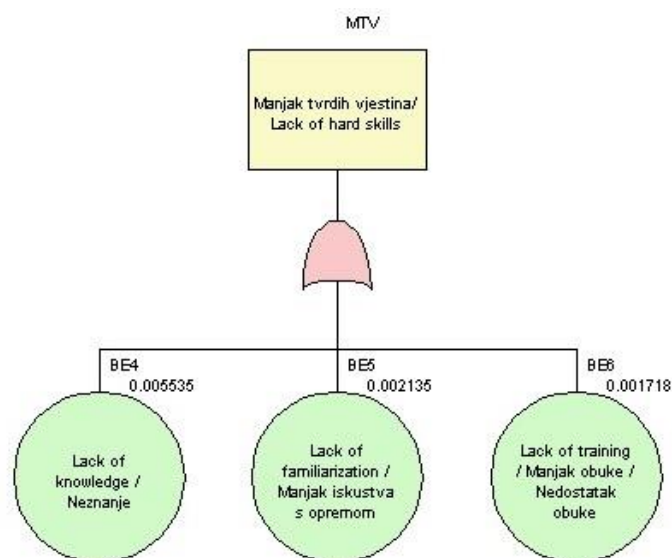 MTV
Manjak tvrdih vjestina/
Lack of hard skills
BE4
0.005535
BE5
0.002135
BE6
0.001718
Lack of
knowledge /
Neznanje
Lack of
familiarization /
Manjak iskustva
s opremom
Lack of training
/ Manjak obuke /
Nedostatak
obuke